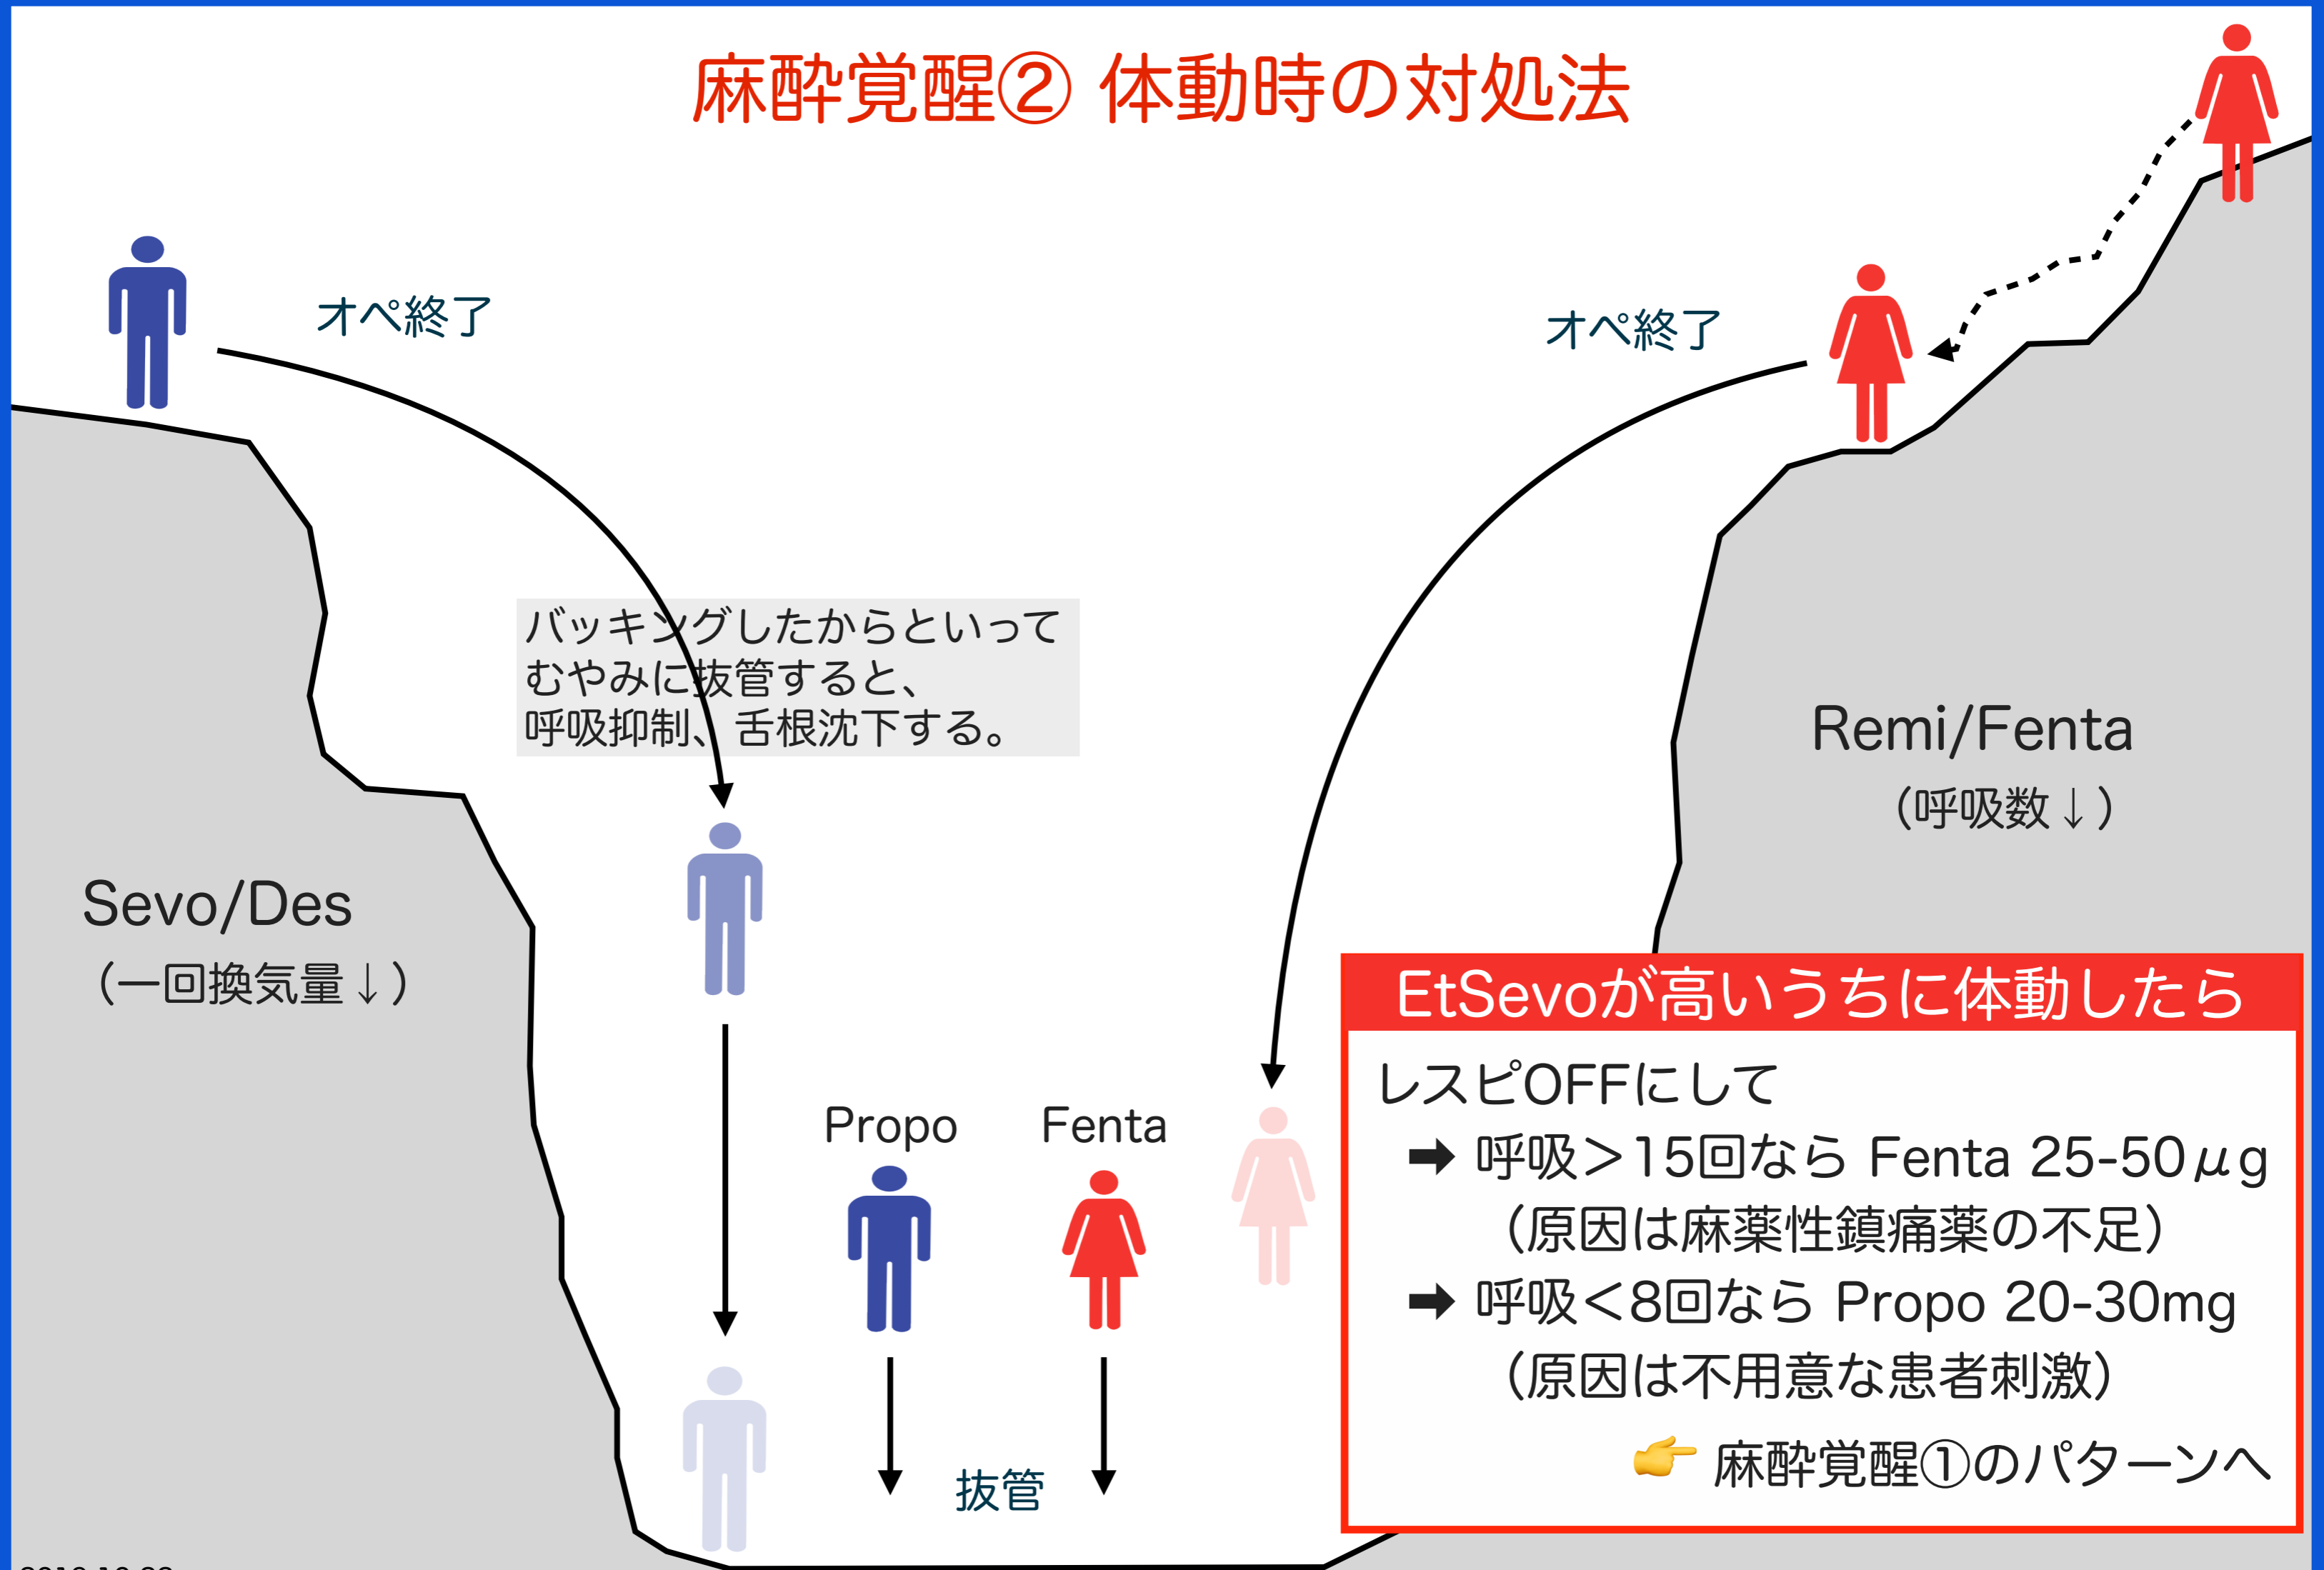 麻酔覚醒② 体動時の対処法
オペ終了
オペ終了
バッキングしたからといって
むやみに抜管すると、
呼吸抑制、舌根沈下する。
Remi/Fenta
（呼吸数↓）
Sevo/Des
（一回換気量↓）
Propo
Fenta
抜管
EtSevoが高いうちに体動したら
レスピOFFにして
➡ 呼吸＞15回なら Fenta 25-50μg
（原因は麻薬性鎮痛薬の不足）
➡ 呼吸＜8回なら Propo 20-30mg
（原因は不用意な患者刺激）
👉 麻酔覚醒①のパターンへ